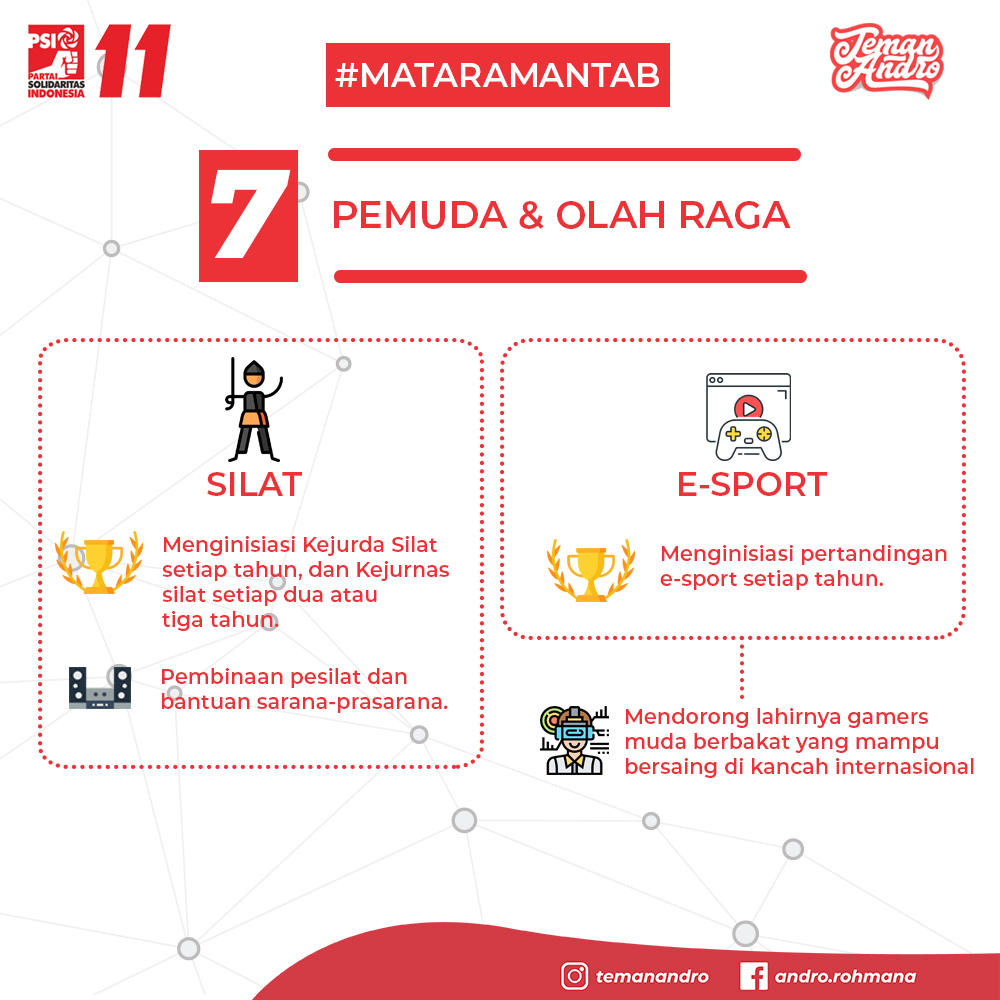 PSI
PARTAI
SOLIDARITAS
INDONESIA
11
#MATARAMANTAB
Teman
Andro
7
PEMUDA & OLAH RAGA
SILAT
Menginisiasi Kejurda Silat
setiap tahun, dan Kejurnas
silat setiap dua atau
tiga tahun.
Pembinaan pesilat dan
bantuan sarana-prasarana.
E-SPORT
Menginisiasi pertandingan
e-sport setiap tahun.
Mendorong lahirnya gamers
muda berbakat yang mampu
bersaing di kancah internasional
temanandro
andro.rohmana